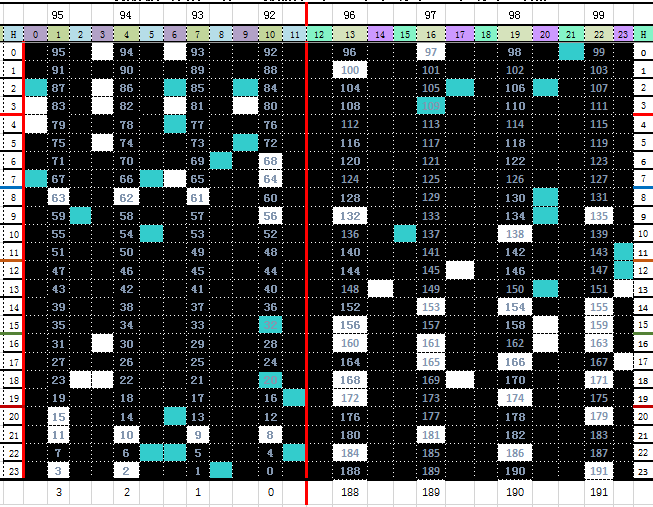 95 94 93 92 96 97 98 99
H 0 1 2 3 4 5 6 7 8 9 10 11 12 13 14 15 16 17 18 19 20 21 22 23 H
0 95 94 93 92 96 97 98 99 0
1 91 90 89 88 100 101 102 103 1
2 87 86 85 84 104 105 106 107 2
3 83 82 81 80 108 109 110 111 3
4 79 78 77 76 112 113 114 115 4
5 75 74 73 72 116 117 118 119 5
6 71 70 69 68 120 121 122 123 6
7 67 66 65 64 124 125 126 127 7
8 63 62 61 60 128 129 130 131 8
9 59 58 57 56 132 133 134 135 9
10 55 54 53 52 136 137 138 139 10
11 51 50 49 48 140 141 142 143 11
12 47 46 45 44 144 145 146 147 12
13 43 42 41 40 148 149 150 151 13
14 39 38 37 36 152 153 154 155 14
15 35 34 33 32 156 157 158 159 15
16 31 30 29 28 160 161 162 163 16
17 27 26 25 24 164 165 166 167 17
18 23 22 21 20 168 169 170 171 18
19 19 18 17 16 172 173 174 175 19
20 15 14 13 12 176 177 178 179 20
21 11 10 9 8 180 181 182 183 21
22 7 6 5 4 184 185 186 187 22
23 3 2 1 0 188 189 190 191 23
3 2 1 0 188 189 190 191